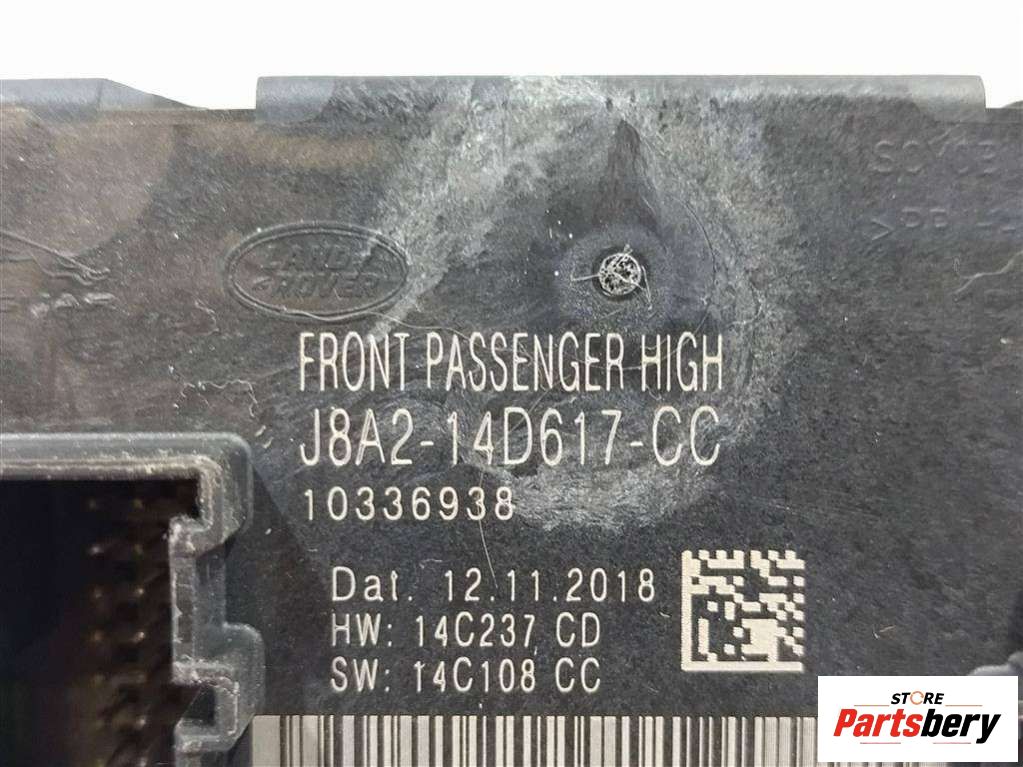 LAND
ROVER
FRONT PASSENGER HIGH
J8A2-14D617-CC
10336938
Dat. 12.11.2018
HW: 14C237 CD
SW: 14C108 CC
STORE
Partsbery